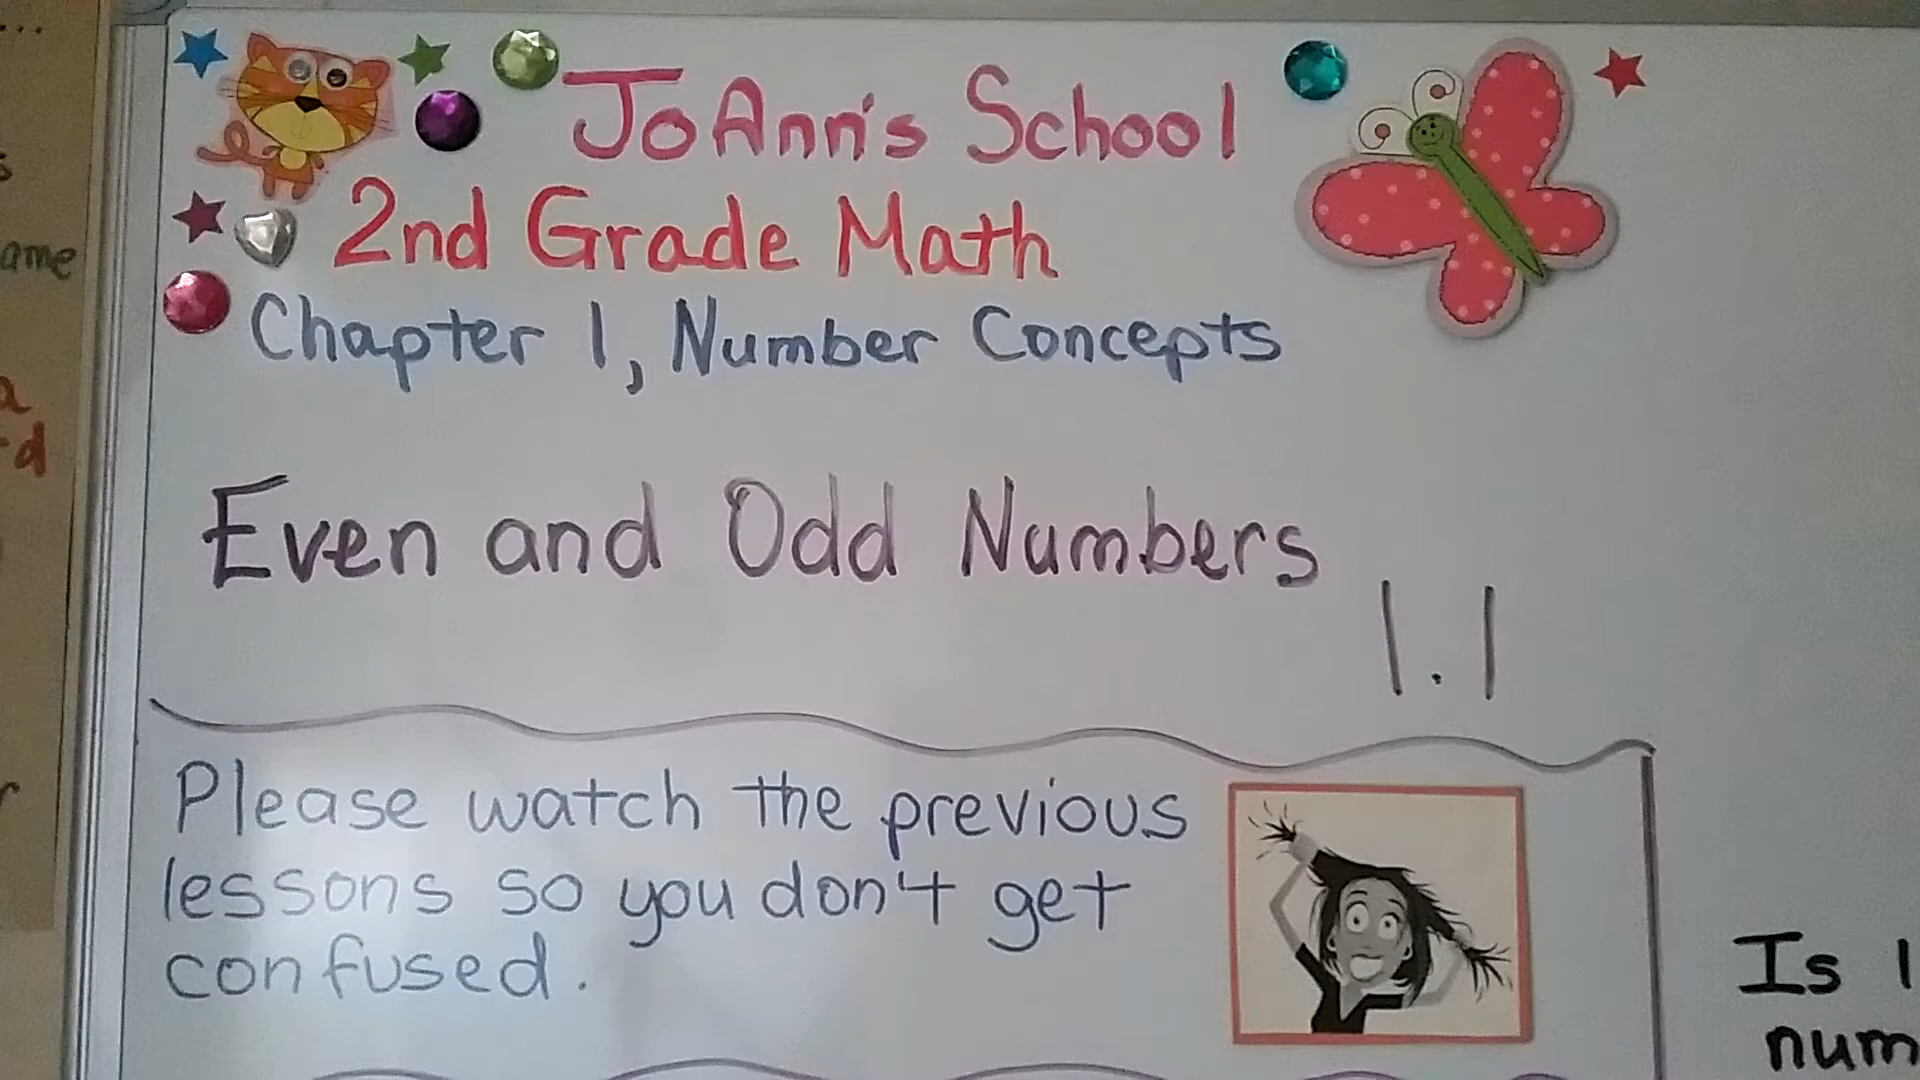 JoAnn's School
2nd Grade Math
Chapter 1, Number Concepts
Even and Odd Numbers
1.1
Please watch the previous
lessons so you don't get
confused.
Is